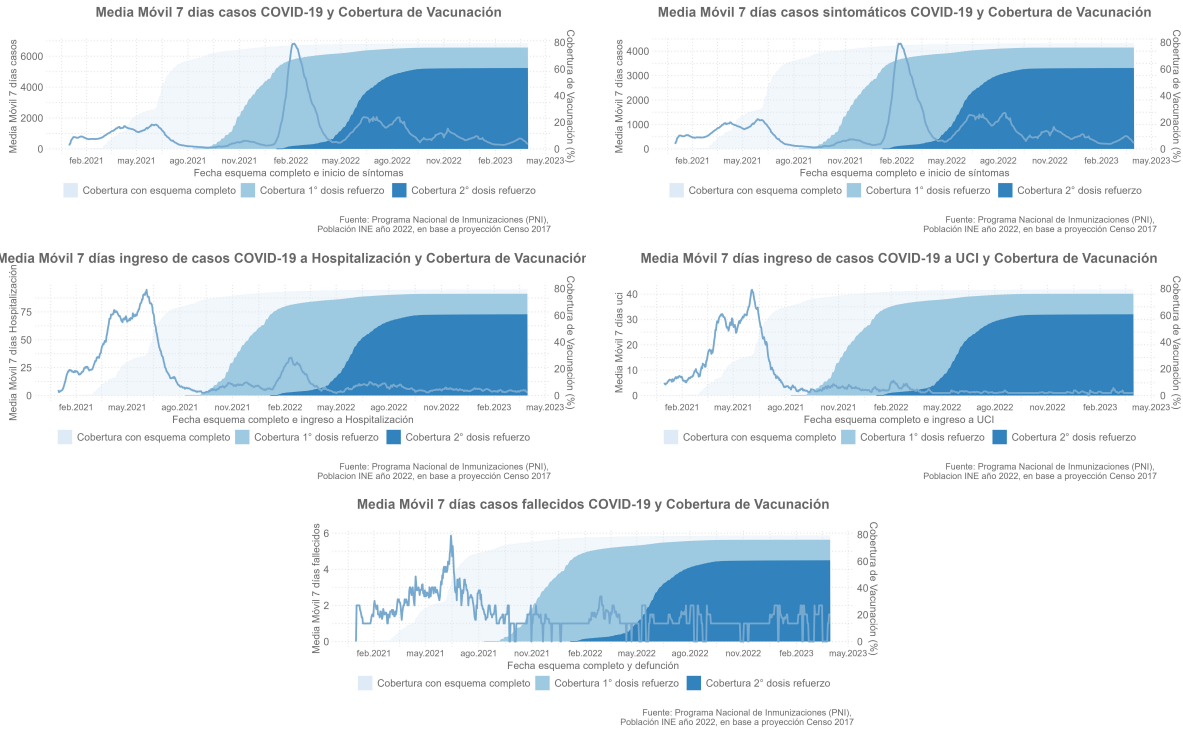 Media Móvil 7 dias casos COVID-19 y Cobertura de Vacunación
Media Móvil 7 días casos
6000
4000
2000
0
80
60
40
20
0
Cobertura de Vacunación (%)
feb.2021 may.2021 ago.2021 nov.2021 feb.2022 may.2022 ago.2022 nov.2022 feb.2023 may.2023
Fecha esquema completo e inicio de síntomas
Cobertura con esquema completo Cobertura 1° dosis refuerzo Cobertura 2° dosis refuerzo
Fuente: Programa Nacional de Inmunizaciones (PNI),
Población INE año 2022, en base a proyección Censo 2017
Media Móvil 7 días casos sintomáticos COVID-19 y Cobertura de Vacunación
Media Móvil 7 días casos
4000
3000
2000
1000
0
80
60
40
20
0
Cobertura de Vacunación (%)
feb.2021 may.2021 ago.2021 nov.2021 feb.2022 may.2022 ago.2022 nov.2022 feb.2023 may.2023
Fecha esquema completo e inicio de síntomas
Cobertura con esquema completo Cobertura 1° dosis refuerzo Cobertura 2° dosis refuerzo
Fuente: Programa Nacional de Inmunizaciones (PNI),
Población INE año 2022, en base a proyección Censo 2017
Media Móvil 7 días ingreso de casos COVID-19 a Hospitalización y Cobertura de Vacunación
Media Móvil 7 días Hospitalización
75
50
25
0
80
60
40
20
0
Cobertura de Vacunación (%)
feb.2021 may.2021 ago.2021 nov.2021 feb.2022 may.2022 ago.2022 nov.2022 feb.2023 may.2023
Fecha esquema completo e ingreso a Hospitalización
Cobertura con esquema completo Cobertura 1° dosis refuerzo Cobertura 2° dosis refuerzo
Fuente: Programa Nacional de Inmunizaciones (PNI),
Poblacion INE año 2022, en base a proyección Censo 2017
Media Móvil 7 días ingreso de casos COVID-19 a UCI y Cobertura de Vacunación
Media Móvil 7 días uci
40
30
20
10
0
80
60
40
20
0
Cobertura de Vacunación (%)
feb.2021 may.2021 ago.2021 nov.2021 feb.2022 may.2022 ago.2022 nov.2022 feb.2023 may.2023
Fecha esquema completo e ingreso a UCI
Cobertura con esquema completo Cobertura 1° dosis refuerzo Cobertura 2° dosis refuerzo
Fuente: Programa Nacional de Inmunizaciones (PNI),
Poblacion INE año 2022, en base a proyección Censo 2017
Media Móvil 7 días casos fallecidos COVID-19 y Cobertura de Vacunación
Media Móvil 7 días fallecidos
6
4
2
0
80
60
40
20
0
Cobertura de Vacunación (%)
feb.2021 may.2021 ago.2021 nov.2021 feb.2022 may.2022 ago.2022 nov.2022 feb.2023 may.2023
Fecha esquema completo y defunción
Cobertura con esquema completo Cobertura 1° dosis refuerzo Cobertura 2° dosis refuerzo
Fuente: Programa Nacional de Inmunizaciones (PNI),
Población INE año 2022, en base a proyección Censo 2017